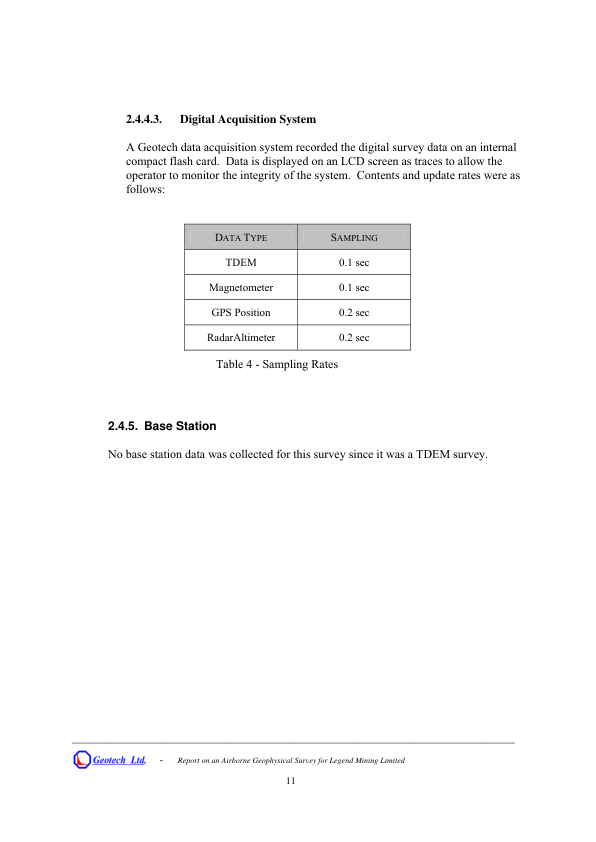 2.4.4.3. Digital Acquisition System
A Geotech data acquisition system recorded the digital survey data on an internal
compact flash card. Data is displayed on an LCD screen as traces to allow the
operator to monitor the integrity of the system. Contents and update rates were as
follows:
DATA TYPE SAMPLING
TDEM 0.1 sec
Magnetometer 0.1 sec
GPS Position 0.2 sec
RadarAltimeter 0.2 sec
Table 4 - Sampling Rates
2.4.5. Base Station
No base station data was collected for this survey since it was a TDEM survey.
Geotech Ltd. - Report on an Airborne Geophysical Survey for Legend Mining Limited
11